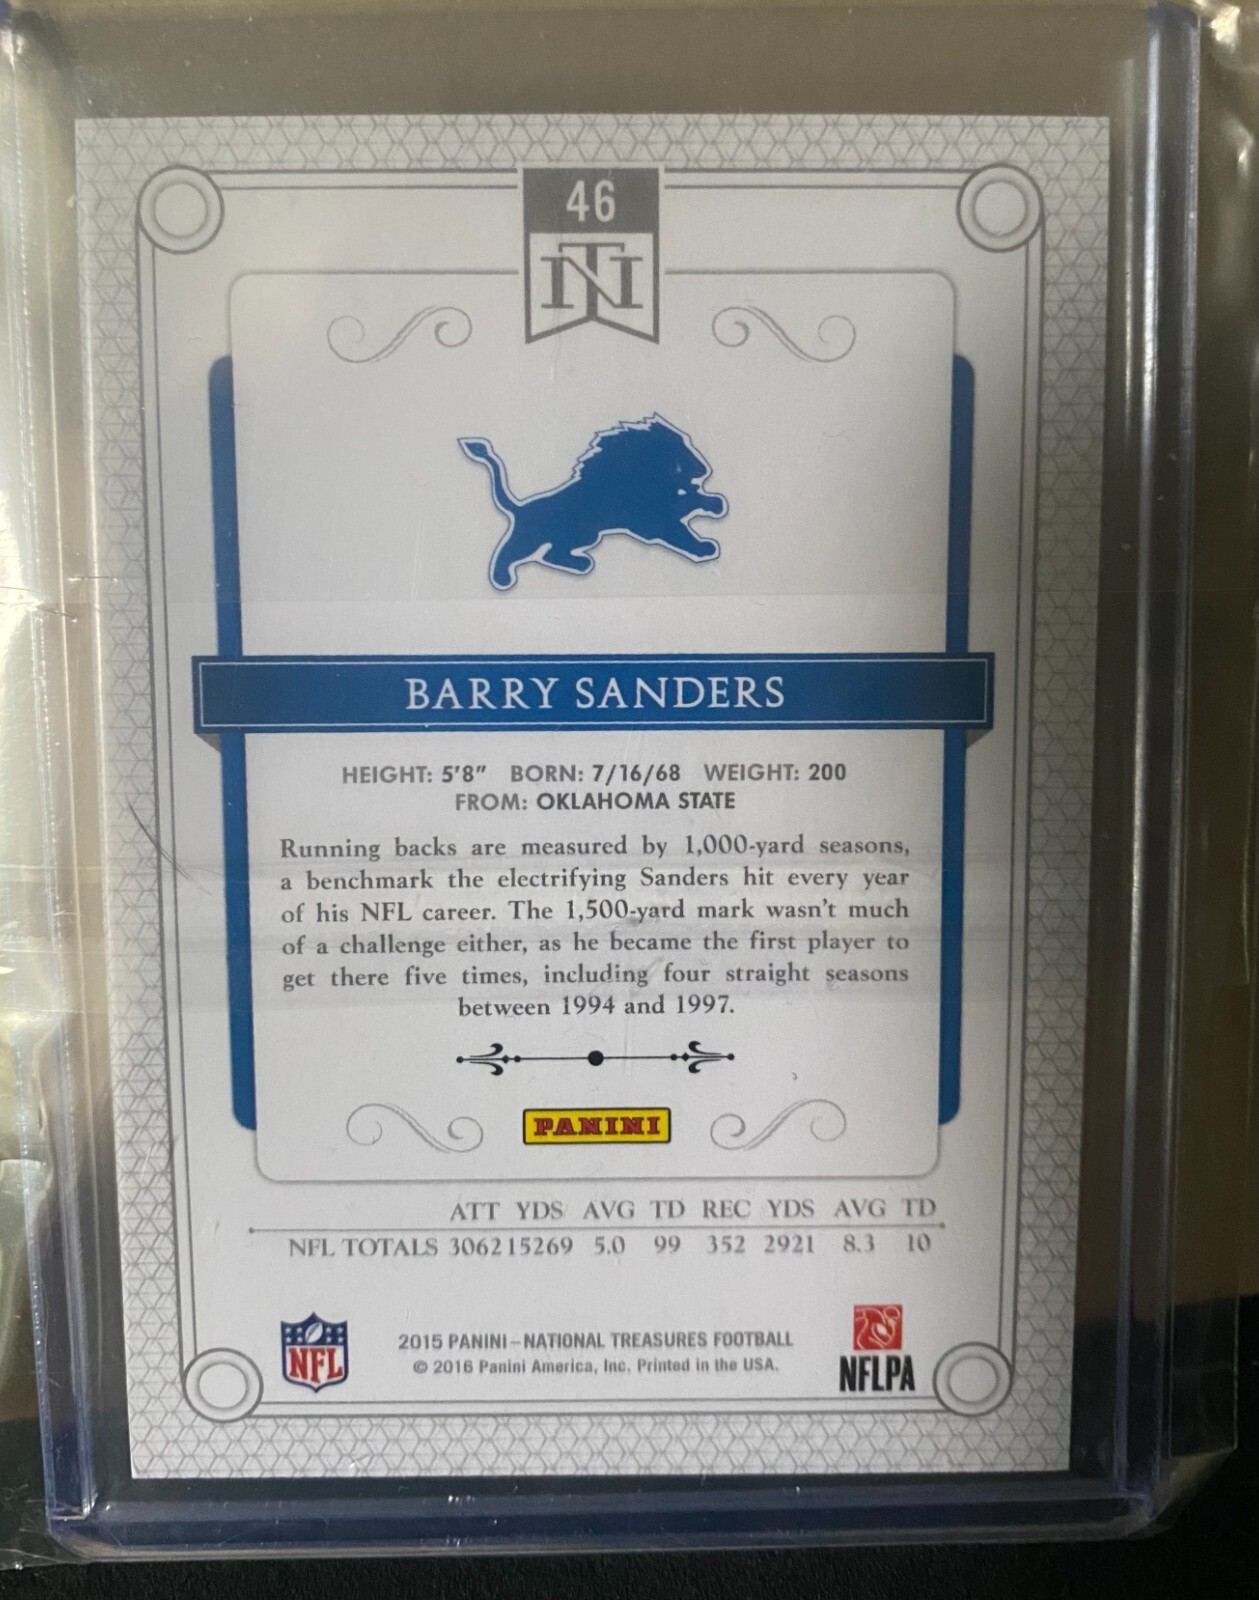 46
NT
BARRY SANDERS
HEIGHT: 5'8" BORN: 7/16/68 WEIGHT: 200
FROM: OKLAHOMA STATE
Running backs are measured by 1,000-yard seasons,
a benchmark the electrifying Sanders hit every year
of his NFL career. The 1,500-yard mark wasn't much
of a challenge either, as he became the first player to
get there five times, including four straight seasons
between 1994 and 1997.
PANINI
ATT YDS AVG TD REC YDS AVG TD
NFL TOTALS 3062 15269 5.0 99 352 2921 8.3 10
NFL
2015 PANINI – NATIONAL TREASURES FOOTBALL
© 2016 Panini America, Inc. Printed in the USA.
NFLPA